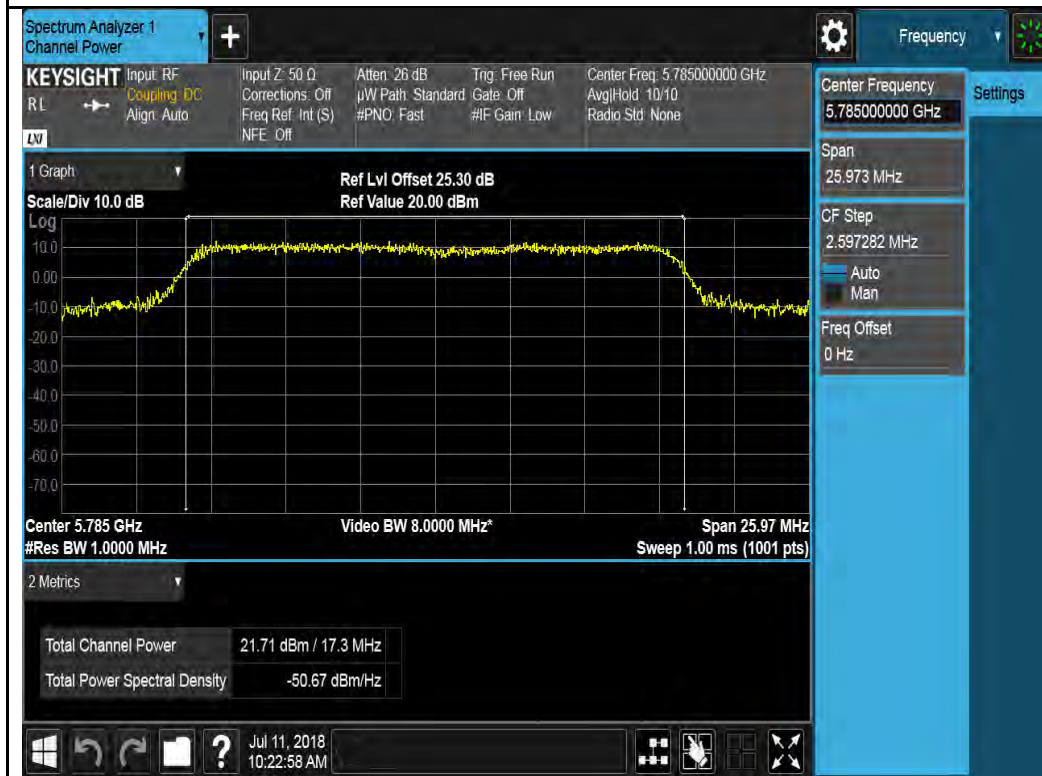 Spectrum Analyzer 1
Channel Power
+
Frequency
KEYSIGHT
RL
LXI
Input: RF
Coupling: DC
Align: Auto
Input Z: 50 Ω
Corrections: Off
Freq Ref: Int (S)
NFE: Off
Atten: 26 dB
µW Path: Standard
#PNO: Fast
Trig: Free Run
Gate: Off
#IF Gain: Low
Center Freq: 5.785000000 GHz
Avg|Hold: 10/10
Radio Std: None
Center Frequency
5.785000000 GHz
Settings
Span
25.973 MHz
CF Step
2.597282 MHz
Auto
Man
Freq Offset
0 Hz
1 Graph
Scale/Div 10.0 dB
Ref Lvl Offset 25.30 dB
Ref Value 20.00 dBm
Log
10.0
0.00
-10.0
-20.0
-30.0
-40.0
-50.0
-60.0
-70.0
Center 5.785 GHz
#Res BW 1.0000 MHz
Video BW 8.0000 MHz*
Span 25.97 MHz
Sweep 1.00 ms (1001 pts)
2 Metrics
Total Channel Power 21.71 dBm / 17.3 MHz
Total Power Spectral Density -50.67 dBm/Hz
?
Jul 11, 2018
10:22:58 AM